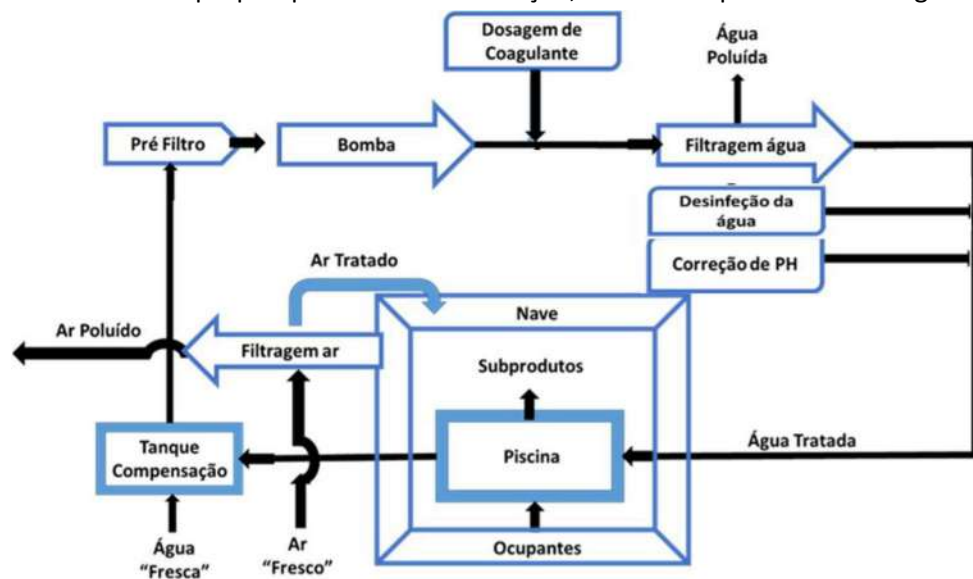 Dosagem de
Coagulante
Água
Poluída
Pré Filtro
Bomba
Filtragem água
Desinfeção da
água
Correção de PH
Ar Tratado
Nave
Ar Poluído
Filtragem ar
Subprodutos
Tanque
Compensação
Piscina
Água Tratada
Água
“Fresca”
Ar
“Fresco”
Ocupantes